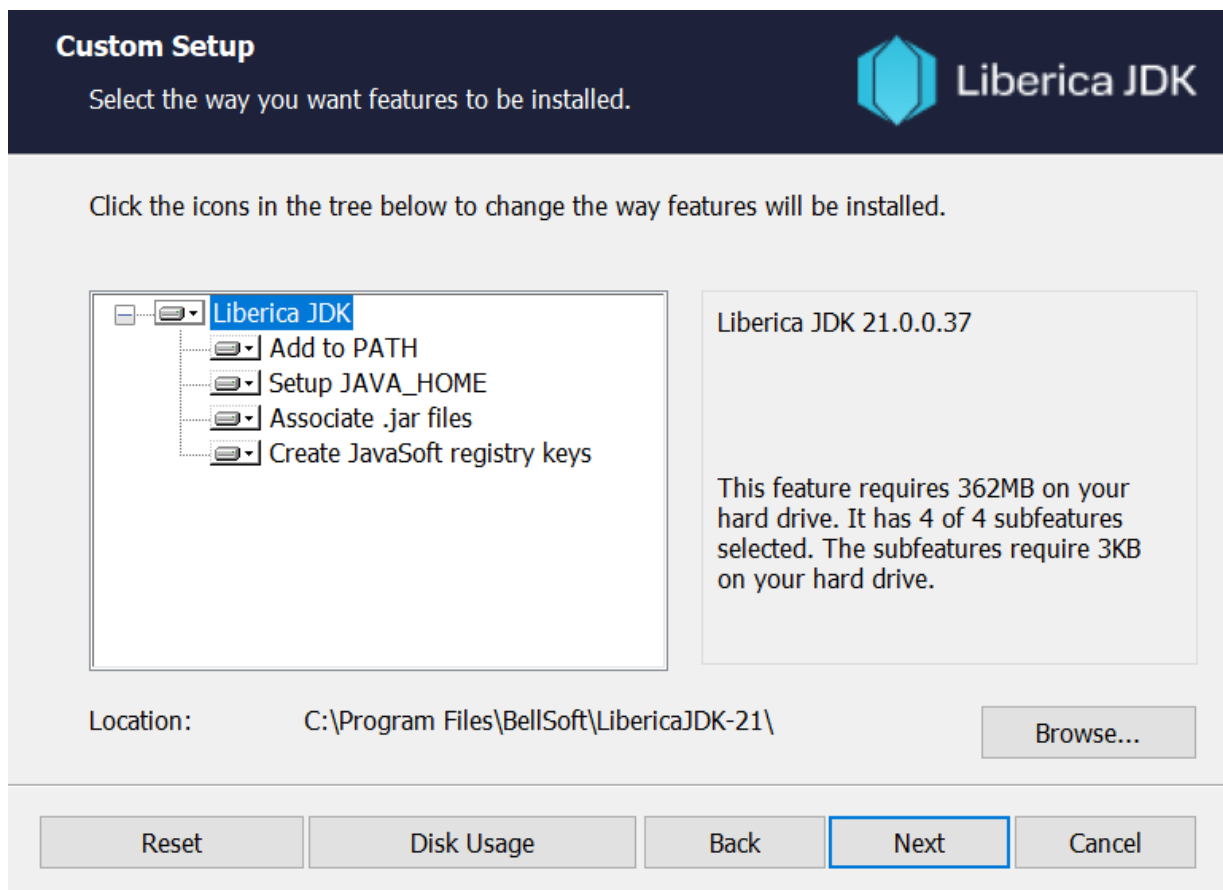 Custom Setup
Select the way you want features to be installed.
Liberica JDK
Click the icons in the tree below to change the way features will be installed.
Liberica JDK
Add to PATH
Setup JAVA_HOME
Associate .jar files
Create JavaSoft registry keys
Liberica JDK 21.0.0.37
This feature requires 362MB on your
hard drive. It has 4 of 4 subfeatures
selected. The subfeatures require 3KB
on your hard drive.
Location: C:\Program Files\BellSoft\LibericaJDK-21\
Browse...
Reset Disk Usage Back Next Cancel